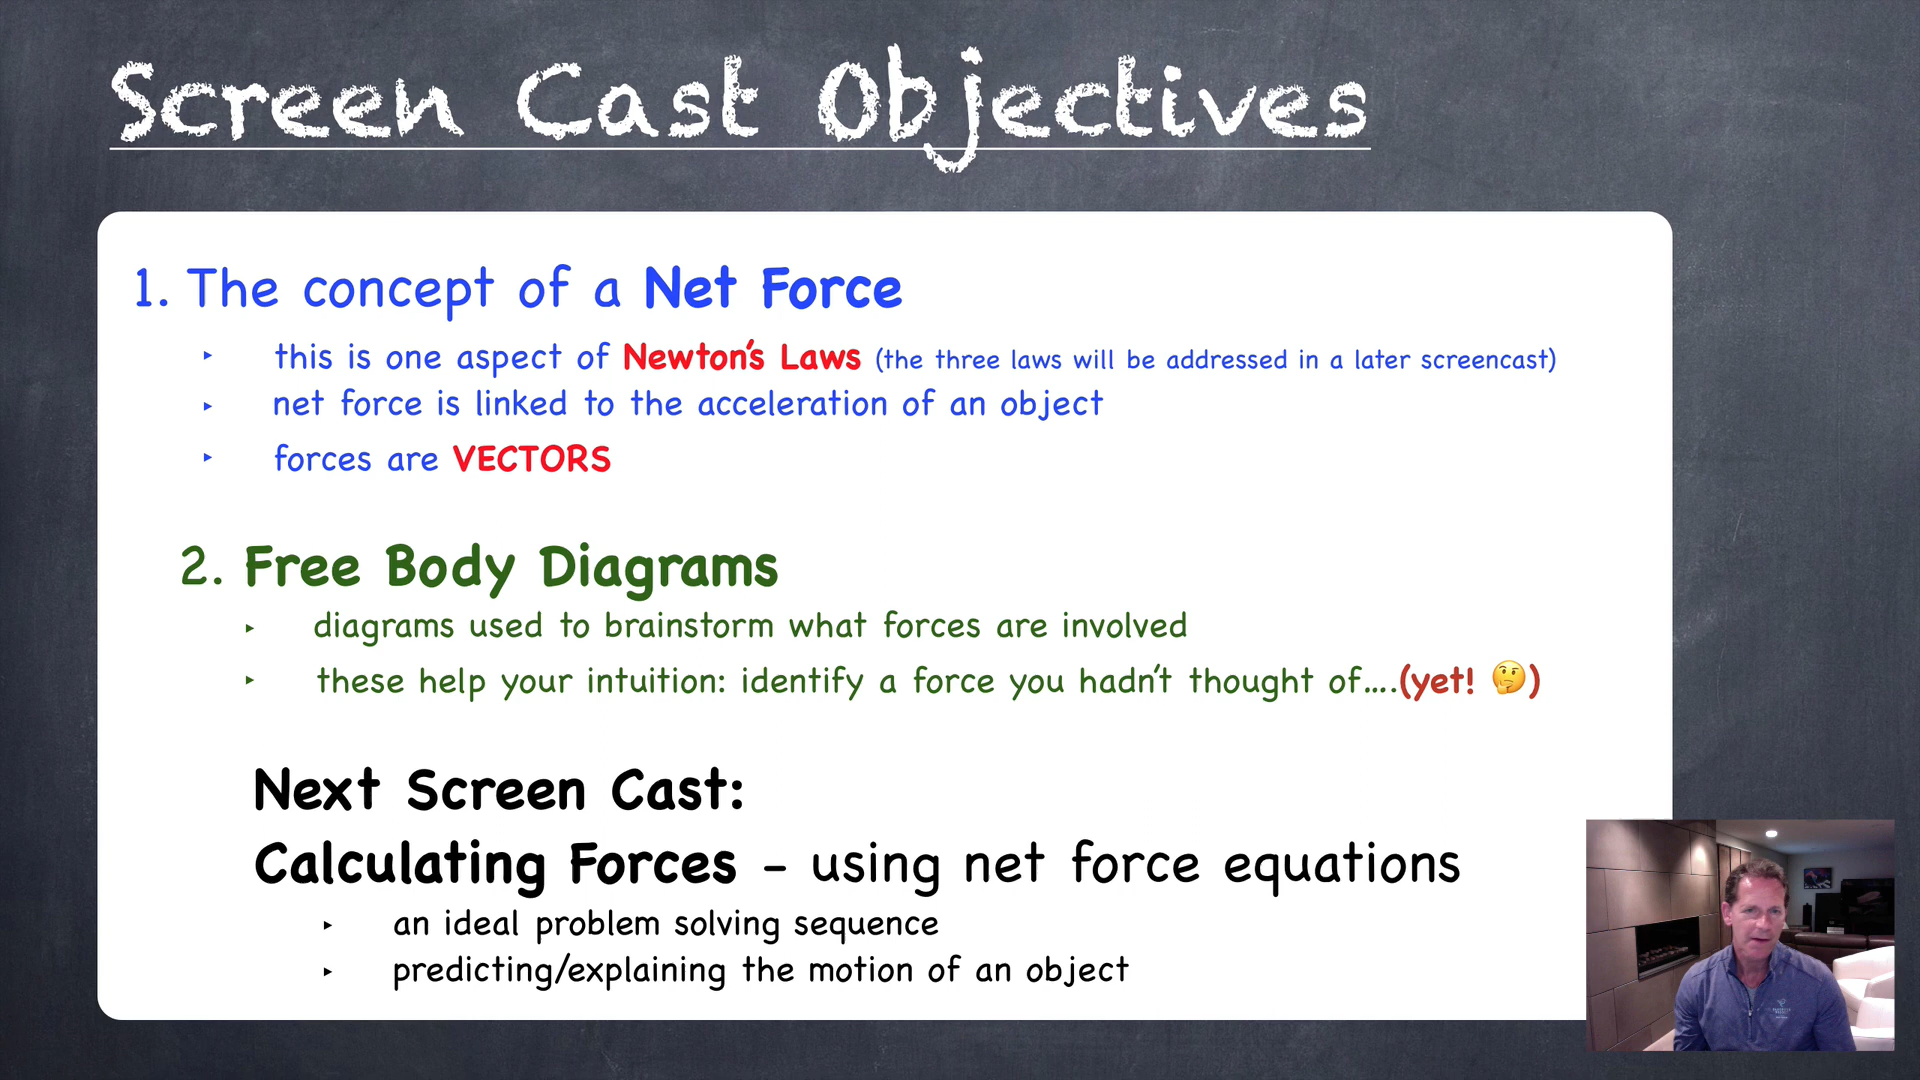 Screen Cast Objectives
1. The concept of a Net Force
‣ this is one aspect of Newton's Laws (the three laws will be addressed in a later screencast)
‣ net force is linked to the acceleration of an object
‣ forces are VECTORS
2. Free Body Diagrams
‣ diagrams used to brainstorm what forces are involved
‣ these help your intuition: identify a force you hadn't thought of....(yet! 🤔)
Next Screen Cast:
Calculating Forces - using net force equations
‣ an ideal problem solving sequence
‣ predicting/explaining the motion of an object